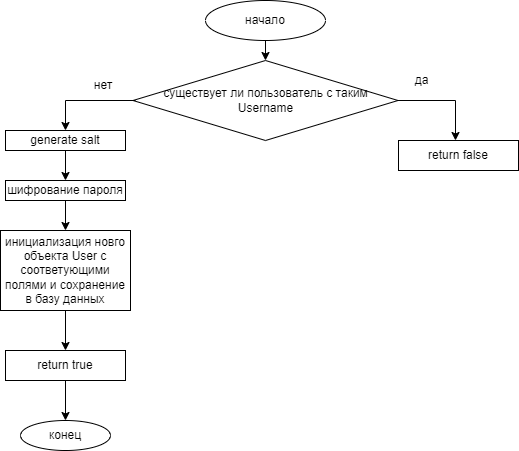 начало
существует ли пользователь с таким
Username
нет
да
generate salt
return false
шифрование пароля
инициализация новго
объекта User с
соответующими
полями и сохранение
в базу данных
return true
конец